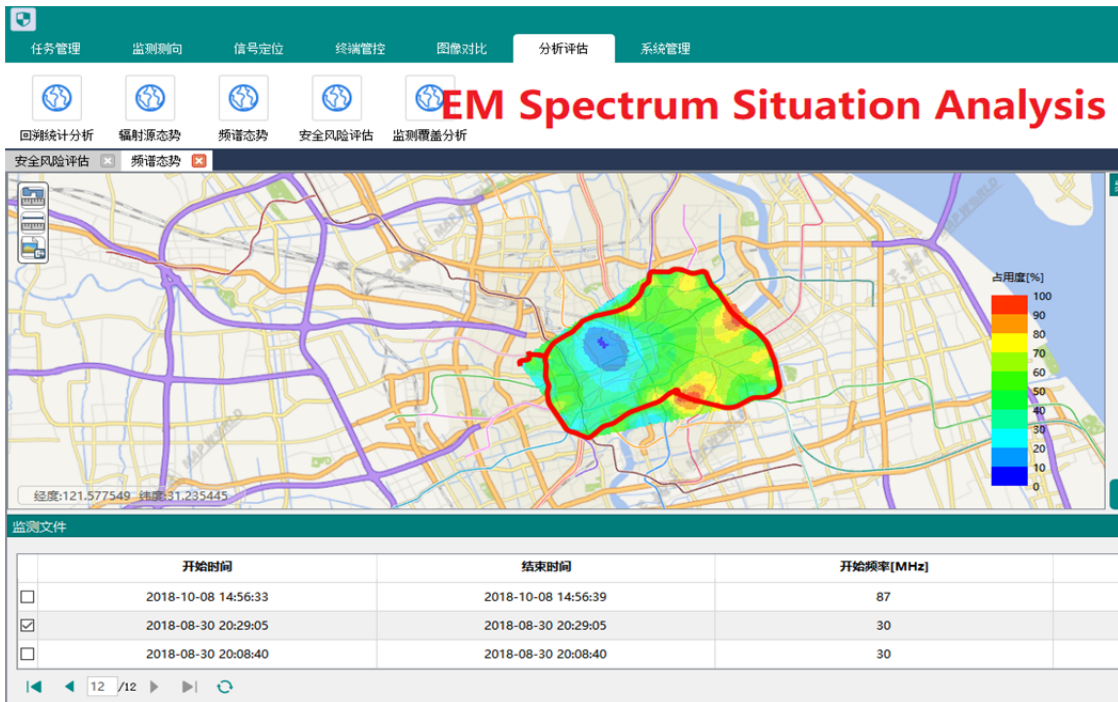 任务管理 监测测向 信号定位 终端管控 图像对比 分析评估 系统管理
EM Spectrum Situation Analysis
回溯统计分析 辐射源态势 频谱态势 安全风险评估 监测覆盖分析
安全风险评估 频谱态势
MAP WORLD
占用度[%]
100
90
80
70
60
50
40
30
20
10
0
经度:121.577549 纬度:31.235445
监测文件
开始时间 结束时间 开始频率[MHz]
2018-10-08 14:56:33 2018-10-08 14:56:39 87
2018-08-30 20:29:05 2018-08-30 20:29:05 30
2018-08-30 20:08:40 2018-08-30 20:08:40 30
12 /12